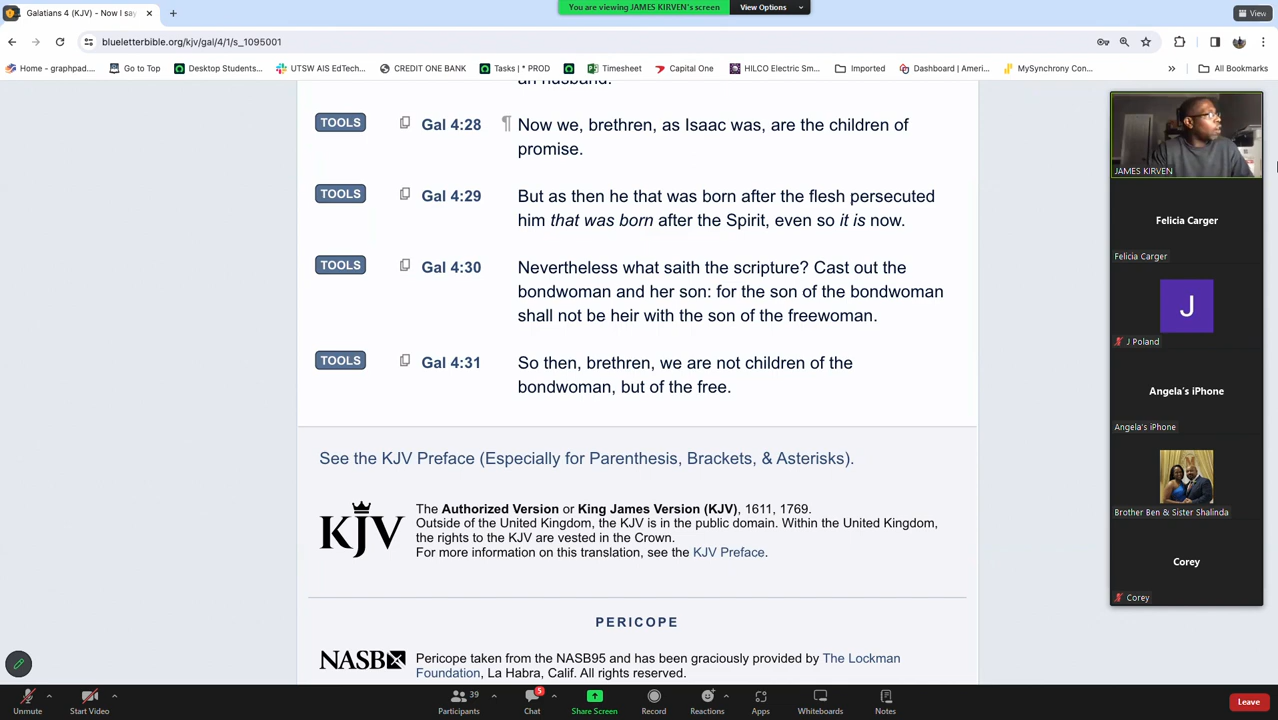 You are viewing JAMES KIRVEN's screen
View Options
View
Galatians 4 (KJV) - Now I say
blueletterbible.org/kjv/gal/4/1/s_1095001
Home - graphpad....
Go to Top
Desktop Students...
UTSW AIS EdTech...
CREDIT ONE BANK
Tasks | * PROD
Timesheet
Capital One
HILCO Electric Sm...
Imported
Dashboard | Ameri...
MySynchrony Con...
»
All Bookmarks
an husband.
TOOLS Gal 4:28 ¶ Now we, brethren, as Isaac was, are the children of
promise.
TOOLS Gal 4:29 But as then he that was born after the flesh persecuted
him that was born after the Spirit, even so it is now.
TOOLS Gal 4:30 Nevertheless what saith the scripture? Cast out the
bondwoman and her son: for the son of the bondwoman
shall not be heir with the son of the freewoman.
TOOLS Gal 4:31 So then, brethren, we are not children of the
bondwoman, but of the free.
See the KJV Preface (Especially for Parenthesis, Brackets, & Asterisks).
KJV
The Authorized Version or King James Version (KJV), 1611, 1769.
Outside of the United Kingdom, the KJV is in the public domain. Within the United Kingdom,
the rights to the KJV are vested in the Crown.
For more information on this translation, see the KJV Preface.
PERICOPE
NASB
Pericope taken from the NASB95 and has been graciously provided by The Lockman
Foundation, La Habra, Calif. All rights reserved.
JAMES KIRVEN
Felicia Carger
Felicia Carger
J
J Poland
Angela's iPhone
Angela's iPhone
Brother Ben & Sister Shalinda
Corey
Corey
Unmute
Start Video
39
Participants
5
Chat
Share Screen
Record
Reactions
Apps
Whiteboards
Notes
Leave